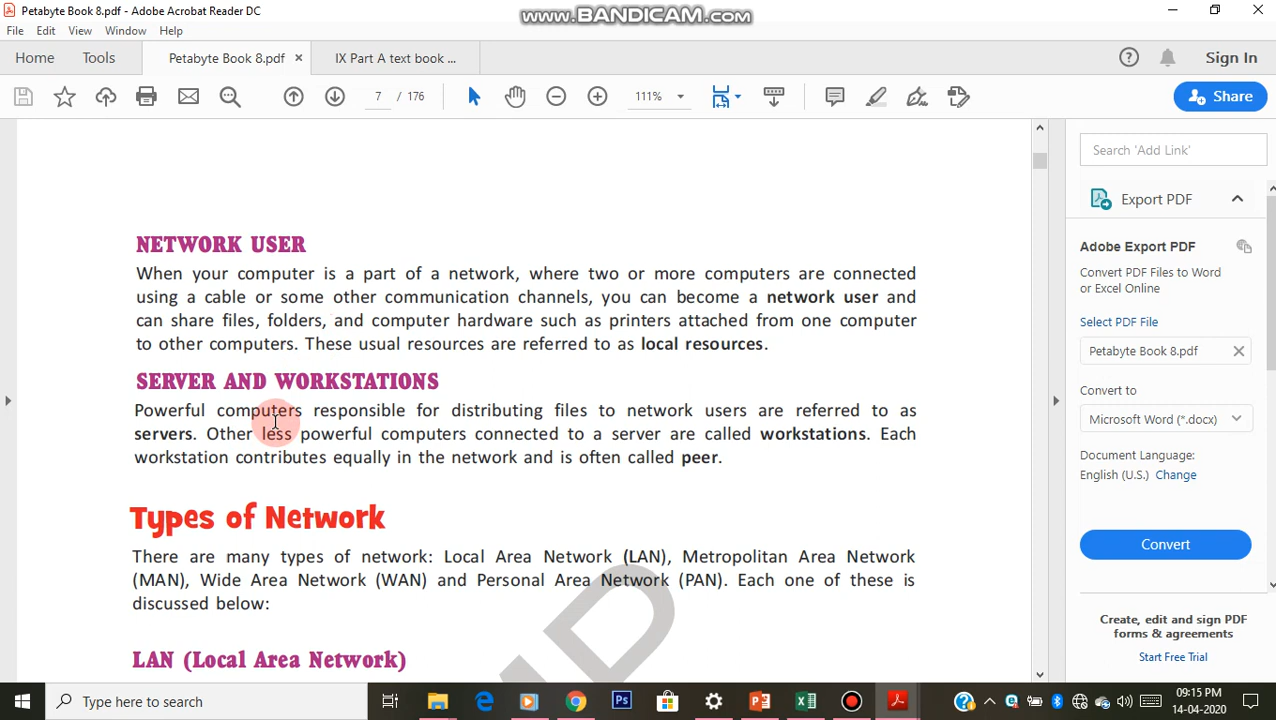 Petabyte Book 8.pdf - Adobe Acrobat Reader DC
www.BANDICAM.com
File Edit View Window Help
Home Tools Petabyte Book 8.pdf × IX Part A text book ... Sign In
7 / 176 111% Share
Search 'Add Link'
Export PDF
Adobe Export PDF
Convert PDF Files to Word
or Excel Online
Select PDF File
Petabyte Book 8.pdf
Convert to
Microsoft Word (*.docx)
Document Language:
English (U.S.) Change
Convert
Create, edit and sign PDF
forms & agreements
Start Free Trial
NETWORK USER
When your computer is a part of a network, where two or more computers are connected
using a cable or some other communication channels, you can become a network user and
can share files, folders, and computer hardware such as printers attached from one computer
to other computers. These usual resources are referred to as local resources.
SERVER AND WORKSTATIONS
Powerful computers responsible for distributing files to network users are referred to as
servers. Other less powerful computers connected to a server are called workstations. Each
workstation contributes equally in the network and is often called peer.
Types of Network
There are many types of network: Local Area Network (LAN), Metropolitan Area Network
(MAN), Wide Area Network (WAN) and Personal Area Network (PAN). Each one of these is
discussed below:
LAN (Local Area Network)
Type here to search
09:15 PM
14-04-2020